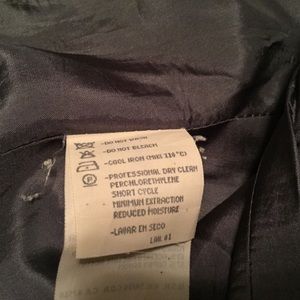 -DO NOT WASH
-DO NOT BLEACH
-COOL IRON (MAX 110°C)
-PROFESSIONAL DRY CLEAN
PERCHLORETHYLENE
SHORT CYCLE
MINIMUM EXTRACTION
REDUCED MOISTURE
-LAVAR EN SECO